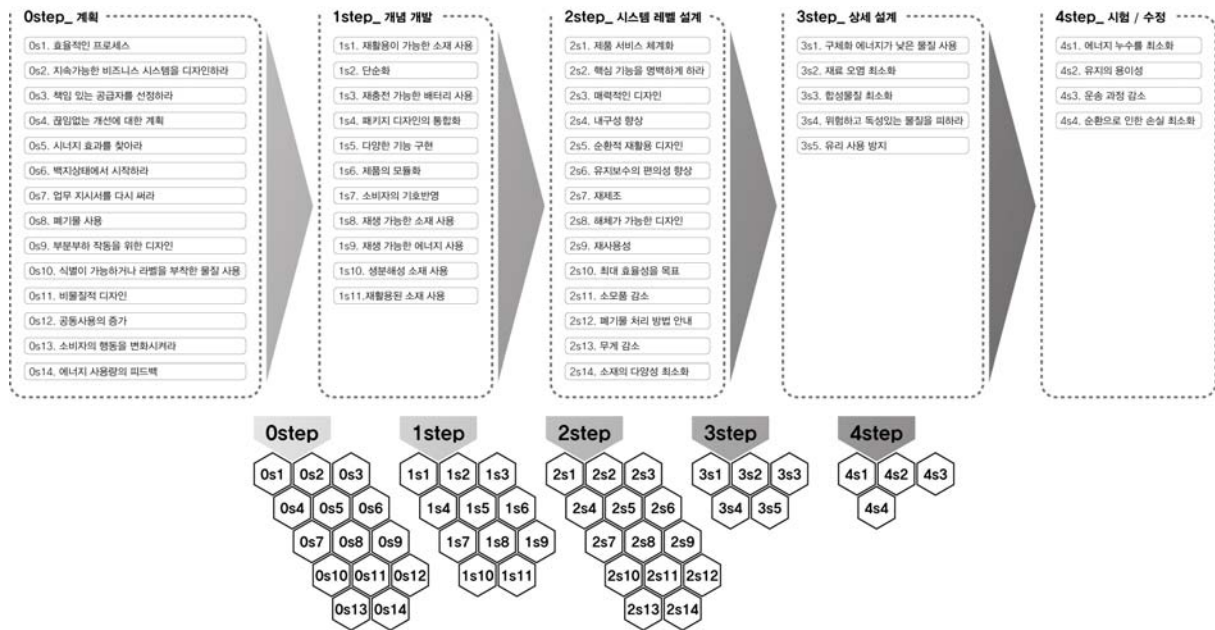 0step_ 계획
0s1. 효율적인 프로세스
0s2. 지속가능한 비즈니스 시스템을 디자인하라
0s3. 책임 있는 공급자를 선정하라
0s4. 끊임없는 개선에 대한 계획
0s5. 시너지 효과를 찾아라
0s6. 백지상태에서 시작하라
0s7. 업무 지시서를 다시 써라
0s8. 폐기물 사용
0s9. 부분부하 작동을 위한 디자인
0s10. 식별이 가능하거나 라벨을 부착한 물질 사용
0s11. 비물질적 디자인
0s12. 공동사용의 증가
0s13. 소비자의 행동을 변화시켜라
0s14. 에너지 사용량의 피드백
1step_ 개념 개발
1s1. 재활용이 가능한 소재 사용
1s2. 단순화
1s3. 재충전 가능한 배터리 사용
1s4. 패키지 디자인의 통합화
1s5. 다양한 기능 구현
1s6. 제품의 모듈화
1s7. 소비자의 기호반영
1s8. 재생 가능한 소재 사용
1s9. 재생 가능한 에너지 사용
1s10. 생분해성 소재 사용
1s11.재활용된 소재 사용
2step_ 시스템 레벨 설계
2s1. 제품 서비스 체계화
2s2. 핵심 기능을 명백하게 하라
2s3. 매력적인 디자인
2s4. 내구성 향상
2s5. 순환적 재활용 디자인
2s6. 유지보수의 편의성 향상
2s7. 재제조
2s8. 해체가 가능한 디자인
2s9. 재사용성
2s10. 최대 효율성을 목표
2s11. 소모품 감소
2s12. 폐기물 처리 방법 안내
2s13. 무게 감소
2s14. 소재의 다양성 최소화
3step_ 상세 설계
3s1. 구체화 에너지가 낮은 물질 사용
3s2. 재료 오염 최소화
3s3. 합성물질 최소화
3s4. 위험하고 독성있는 물질을 피하라
3s5. 유리 사용 방지
4step_ 시험 / 수정
4s1. 에너지 누수를 최소화
4s2. 유지의 용이성
4s3. 운송 과정 감소
4s4. 순환으로 인한 손실 최소화
0step
0s1 0s2 0s3
0s4 0s5 0s6
0s7 0s8 0s9
0s10 0s11 0s12
0s13 0s14
1step
1s1 1s2 1s3
1s4 1s5 1s6
1s7 1s8 1s9
1s10 1s11
2step
2s1 2s2 2s3
2s4 2s5 2s6
2s7 2s8 2s9
2s10 2s11 2s12
2s13 2s14
3step
3s1 3s2 3s3
3s4 3s5
4step
4s1 4s2 4s3
4s4